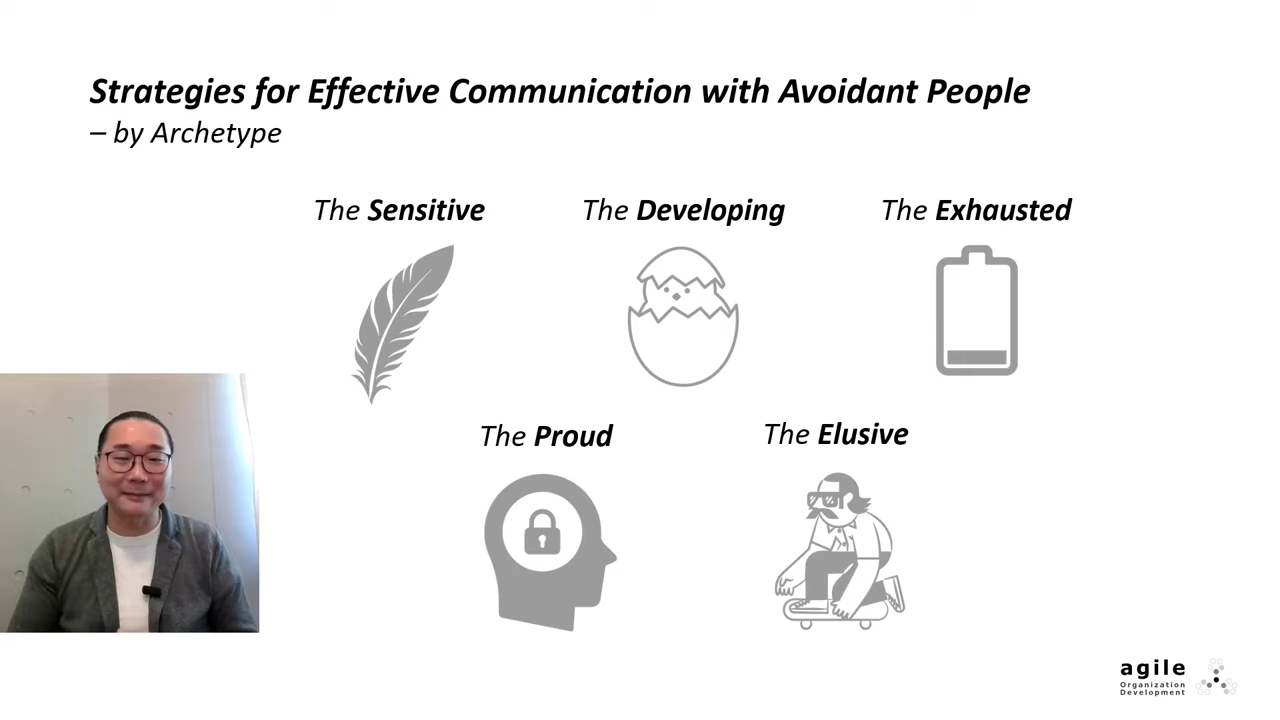 Strategies for Effective Communication with Avoidant People
– by Archetype
The Sensitive
The Developing
The Exhausted
The Proud
The Elusive
agile
Organization
Development